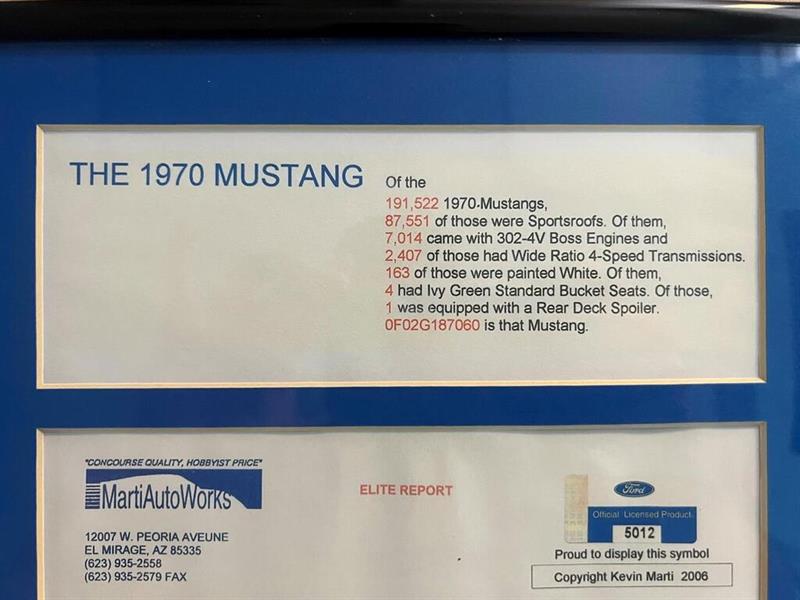 THE 1970 MUSTANG
Of the
191,522 1970 Mustangs,
87,551 of those were Sportsroofs. Of them,
7,014 came with 302-4V Boss Engines and
2,407 of those had Wide Ratio 4-Speed Transmissions.
163 of those were painted White. Of them,
4 had Ivy Green Standard Bucket Seats. Of those,
1 was equipped with a Rear Deck Spoiler.
0F02G187060 is that Mustang.
"CONCOURSE QUALITY, HOBBYIST PRICE"
MartiAutoWorks
12007 W. PEORIA AVEUNE
EL MIRAGE, AZ 85335
(623) 935-2558
(623) 935-2579 FAX
ELITE REPORT
Ford
Official Licensed Product
5012
Proud to display this symbol
Copyright Kevin Marti 2006